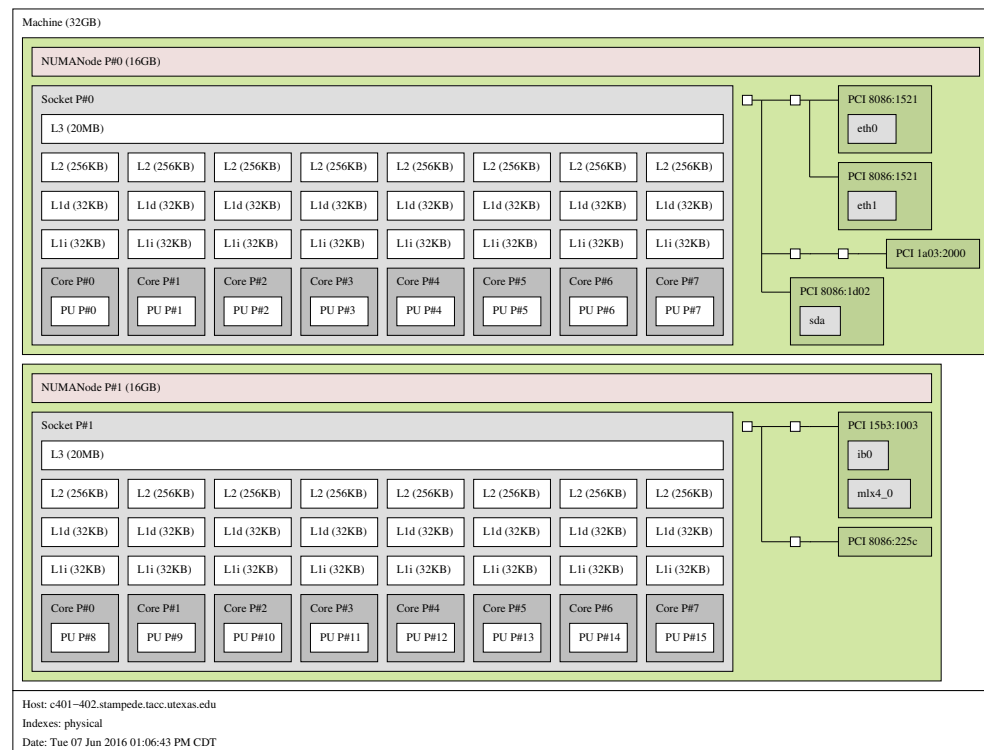 Machine (32GB)
NUMANode P#0 (16GB)
Socket P#0
L3 (20MB)
L2 (256KB) L2 (256KB) L2 (256KB) L2 (256KB) L2 (256KB) L2 (256KB) L2 (256KB) L2 (256KB)
L1d (32KB) L1d (32KB) L1d (32KB) L1d (32KB) L1d (32KB) L1d (32KB) L1d (32KB) L1d (32KB)
L1i (32KB) L1i (32KB) L1i (32KB) L1i (32KB) L1i (32KB) L1i (32KB) L1i (32KB) L1i (32KB)
Core P#0 Core P#1 Core P#2 Core P#3 Core P#4 Core P#5 Core P#6 Core P#7
PU P#0 PU P#1 PU P#2 PU P#3 PU P#4 PU P#5 PU P#6 PU P#7
PCI 8086:1521
eth0
PCI 8086:1521
eth1
PCI 1a03:2000
PCI 8086:1d02
sda
NUMANode P#1 (16GB)
Socket P#1
L3 (20MB)
L2 (256KB) L2 (256KB) L2 (256KB) L2 (256KB) L2 (256KB) L2 (256KB) L2 (256KB) L2 (256KB)
L1d (32KB) L1d (32KB) L1d (32KB) L1d (32KB) L1d (32KB) L1d (32KB) L1d (32KB) L1d (32KB)
L1i (32KB) L1i (32KB) L1i (32KB) L1i (32KB) L1i (32KB) L1i (32KB) L1i (32KB) L1i (32KB)
Core P#0 Core P#1 Core P#2 Core P#3 Core P#4 Core P#5 Core P#6 Core P#7
PU P#8 PU P#9 PU P#10 PU P#11 PU P#12 PU P#13 PU P#14 PU P#15
PCI 15b3:1003
ib0
mlx4_0
PCI 8086:225c
Host: c401−402.stampede.tacc.utexas.edu
Indexes: physical
Date: Tue 07 Jun 2016 01:06:43 PM CDT